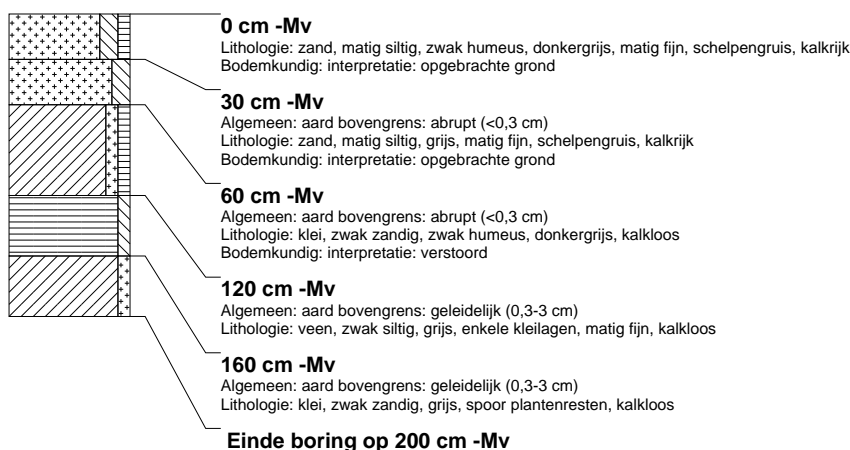 0 cm -Mv
Lithologie: zand, matig siltig, zwak humeus, donkergrijs, matig fijn, schelpengruis, kalkrijk
Bodemkundig: interpretatie: opgebrachte grond
30 cm -Mv
Algemeen: aard bovengrens: abrupt (<0,3 cm)
Lithologie: zand, matig siltig, grijs, matig fijn, schelpengruis, kalkrijk
Bodemkundig: interpretatie: opgebrachte grond
60 cm -Mv
Algemeen: aard bovengrens: abrupt (<0,3 cm)
Lithologie: klei, zwak zandig, zwak humeus, donkergrijs, kalkloos
Bodemkundig: interpretatie: verstoord
120 cm -Mv
Algemeen: aard bovengrens: geleidelijk (0,3-3 cm)
Lithologie: veen, zwak siltig, grijs, enkele kleilagen, matig fijn, kalkloos
160 cm -Mv
Algemeen: aard bovengrens: geleidelijk (0,3-3 cm)
Lithologie: klei, zwak zandig, grijs, spoor plantenresten, kalkloos
Einde boring op 200 cm -Mv